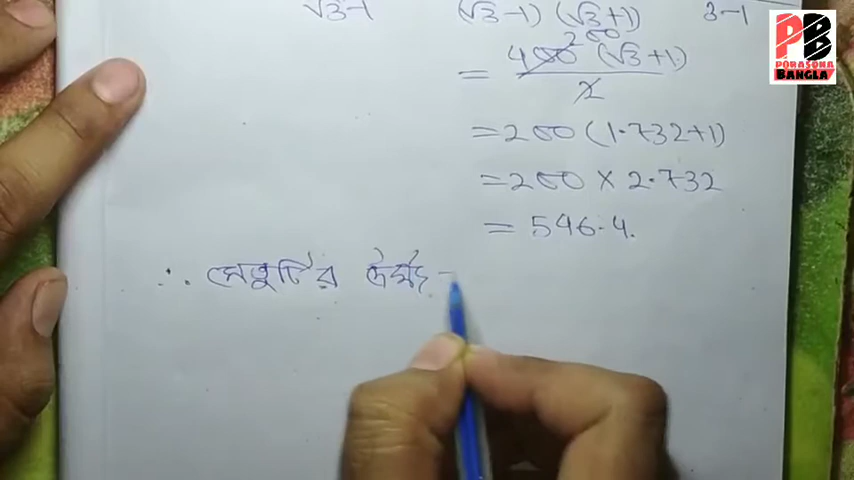 √3-1 (√3-1) (√3+1) 3-1
= 400 200 (√3+1) / 2
= 200 (1.732+1)
= 200 × 2.732
= 546.4.
∴ সেতুটির দৈর্ঘ্য
PB
PORASONA
BANGLA